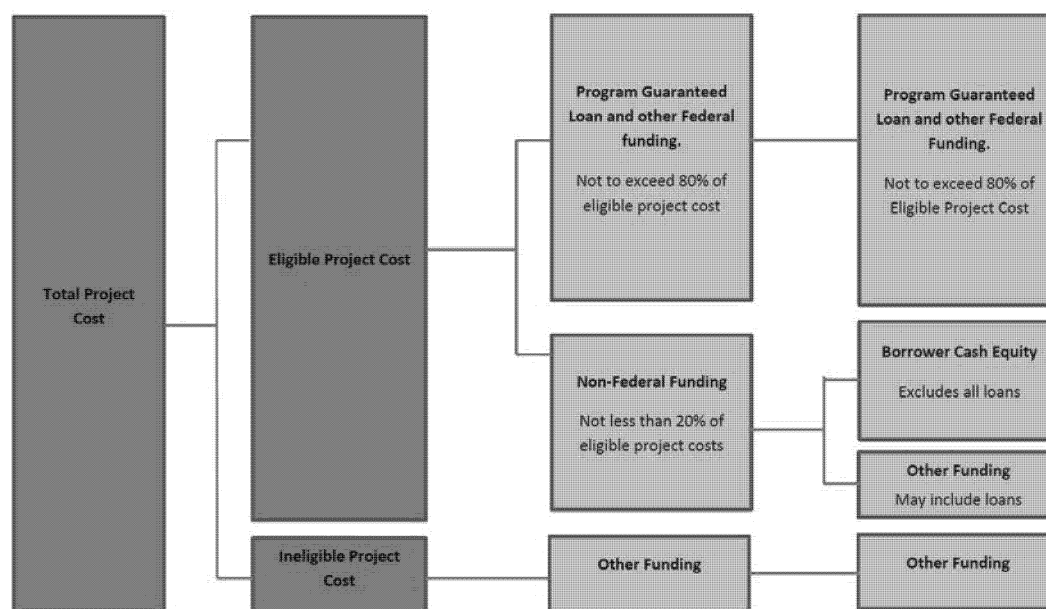 Total Project
Cost
Eligible Project Cost
Ineligible Project
Cost
Program Guaranteed
Loan and other Federal
funding.
Not to exceed 80% of
eligible project cost
Non-Federal Funding
Not less than 20% of
eligible project costs
Other Funding
Program Guaranteed
Loan and other Federal
Funding.
Not to exceed 80% of
Eligible Project Cost
Borrower Cash Equity
Excludes all loans
Other Funding
May include loans
Other Funding